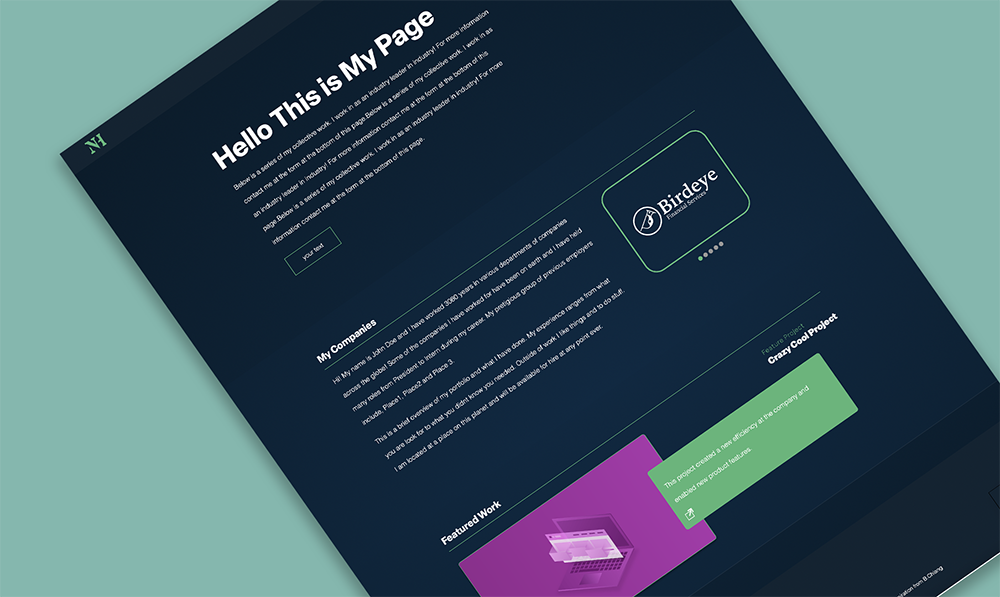 NH
Hello This is My Page
Below is a series of my collective work. I work in as an industry leader in industry! For more information
contact me at the form at the bottom of this page.Below is a series of my collective work. I work in as
an industry leader in industry! For more information contact me at the form at the bottom of this
page.Below is a series of my collective work. I work in as an industry leader in industry! For more
information contact me at the form at the bottom of this page.
your text
Birdeye
Financial Services
My Companies
Hi! My name is John Doe and I have worked 3060 years in various departments of companies
across the globe! Some of the companies I have worked for have been on earth and I have held
many roles from President to Intern during my career. My pretigious group of previous employers
include, Place1, Place2 and Place 3.
This is a brief overview of my portfolio and what I have done. My experience ranges from what
you are look for to what you didnt know you needed. Outside of work I like things and to do stuff.
I am located at a place on this planet and will be available for hire at any point ever.
Feature Project
Crazy Cool Project
This project created a new efficiency at the company and
enabled new product features.
Featured Work
from B.Chiang